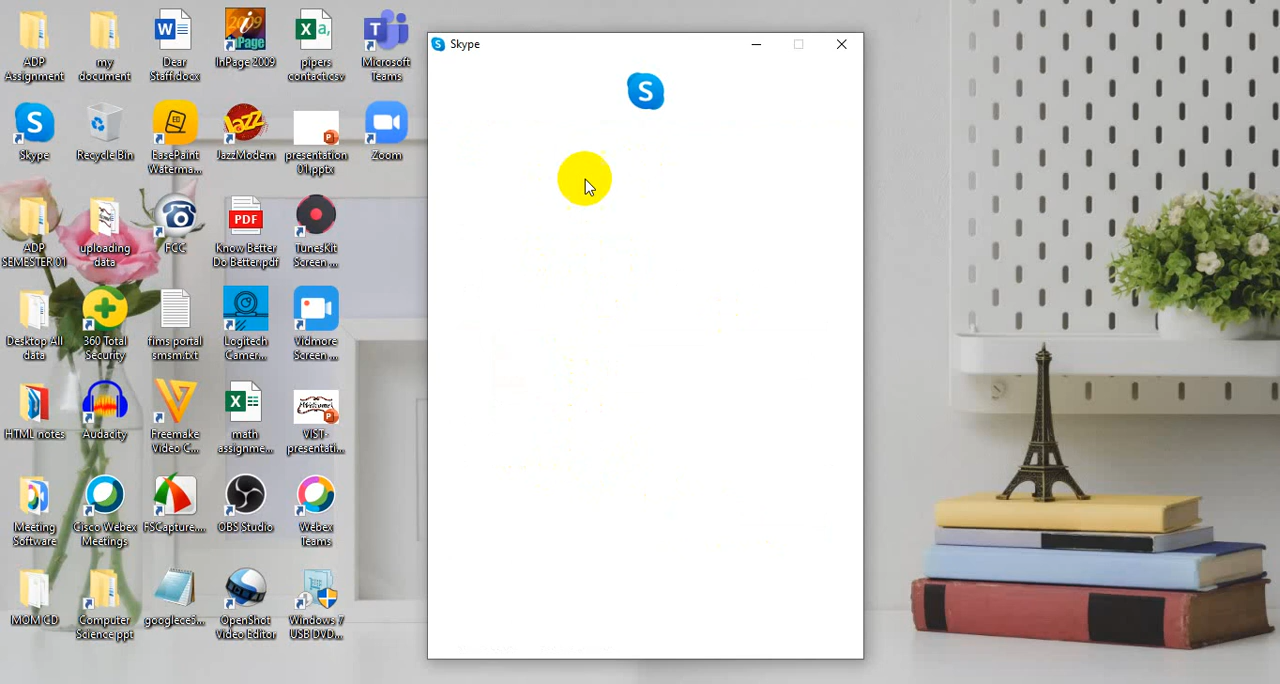 Skype
ADP
Assignment
my
document
Dear
Staff.docx
InPage 2009
pipers
contact.csv
Microsoft
Teams
Skype
Recycle Bin
EasePaint
Waterma...
JazzModem
presentation
01.pptx
Zoom
ADP
SEMESTER 01
uploading
data
FCC
PDF
Know Better
Do Better.pdf
TunesKit
Screen ...
Desktop All
data
360 Total
Security
fims portal
smsm.txt
Logitech
Camer...
Vidmore
Screen ...
HTML notes
Audacity
Freemake
Video C...
math
assignme...
VIST-
presentati...
Meeting
Software
Cisco Webex
Meetings
FSCapture....
OBS Studio
Webex
Teams
MOM CD
Computer
Science ppt
googlece5...
OpenShot
Video Editor
Windows 7
USB DVD...